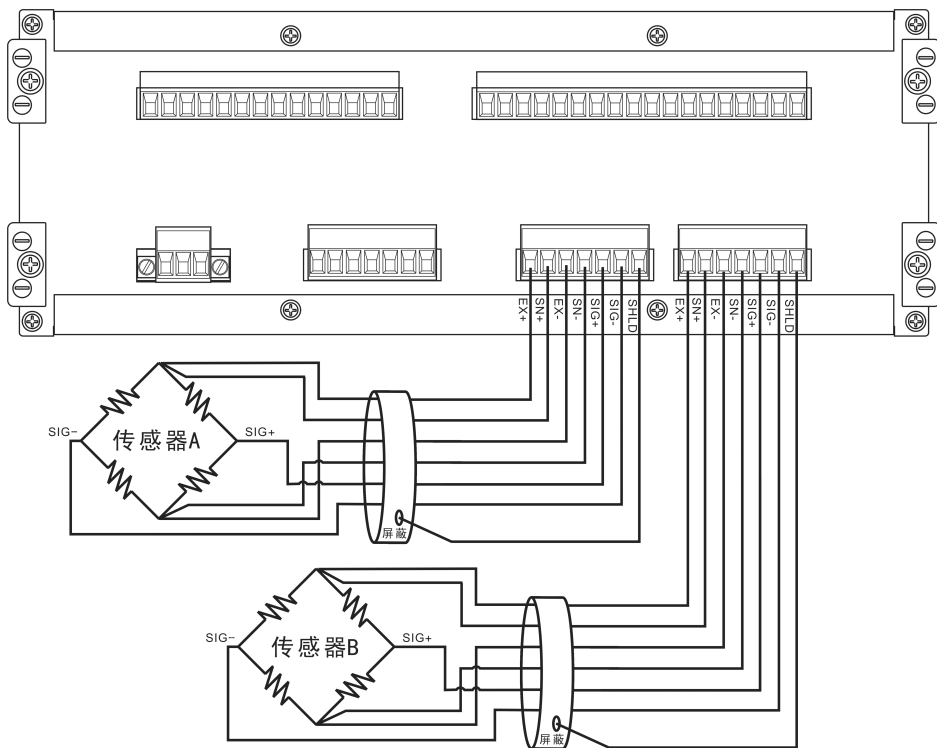 EX+ SN+ EX- SN- SIG+ SIG- SHLD
EX+ SN+ EX- SN- SIG+ SIG- SHLD
SIG-
传感器A
SIG+
屏蔽
SIG-
传感器B
SIG+
屏蔽